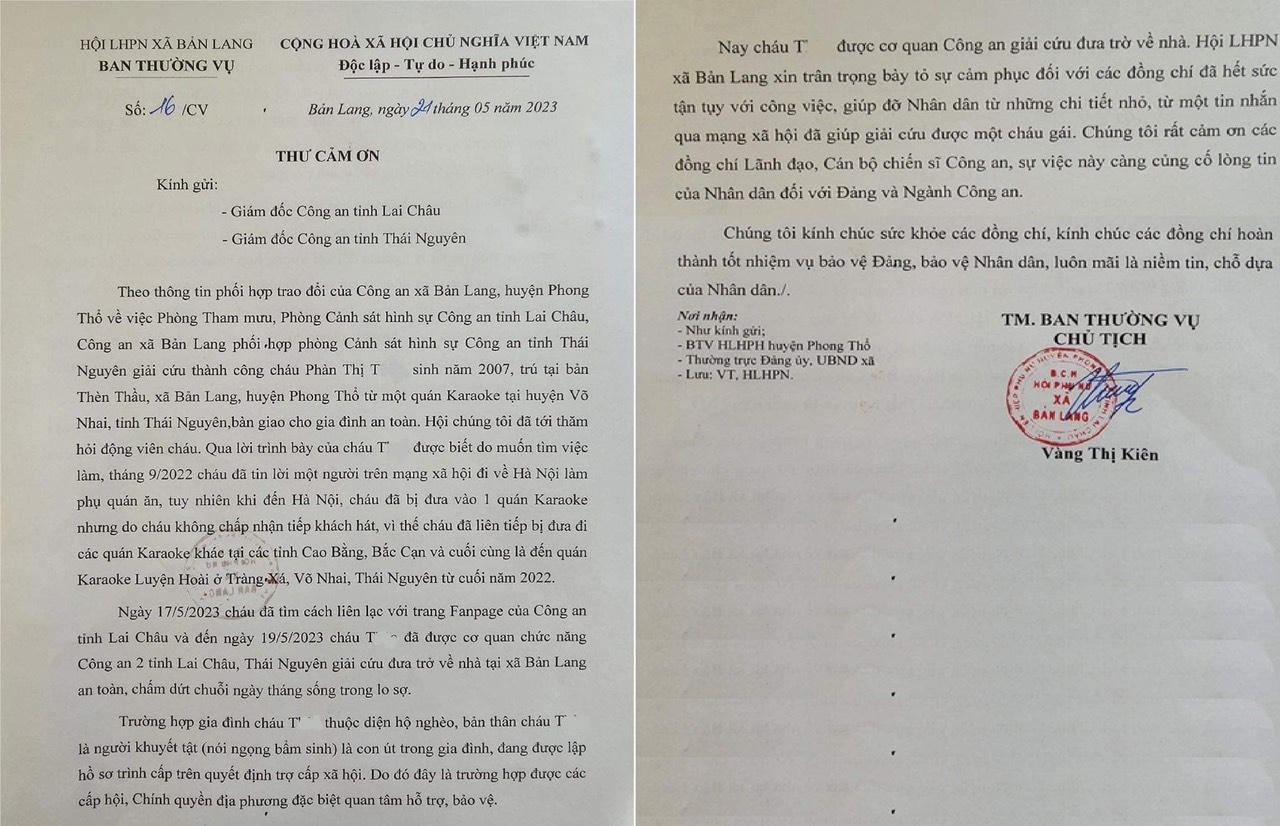 HỘI LHPN XÃ BẢN LANG
BAN THƯỜNG VỤ
CỘNG HOÀ XÃ HỘI CHỦ NGHĨA VIỆT NAM
Độc lập - Tự do - Hạnh phúc
Số: 16 /CV
Bản Lang, ngày 21 tháng 05 năm 2023
THƯ CẢM ƠN
Kính gửi:
- Giám đốc Công an tỉnh Lai Châu
- Giám đốc Công an tỉnh Thái Nguyên
Theo thông tin phối hợp trao đổi của Công an xã Bản Lang, huyện Phong
Thổ về việc Phòng Tham mưu, Phòng Cảnh sát hình sự Công an tỉnh Lai Châu,
Công an xã Bản Lang phối hợp phòng Cảnh sát hình sự Công an tỉnh Thái
Nguyên giải cứu thành công cháu Phàn Thị T sinh năm 2007, trú tại bản
Thèn Thầu, xã Bản Lang, huyện Phong Thổ từ một quán Karaoke tại huyện Võ
Nhai, tỉnh Thái Nguyên,bàn giao cho gia đình an toàn. Hội chúng tôi đã tới thăm
hỏi động viên cháu. Qua lời trình bày của cháu T được biết do muốn tìm việc
làm, tháng 9/2022 cháu đã tin lời một người trên mạng xã hội đi về Hà Nội làm
phụ quán ăn, tuy nhiên khi đến Hà Nội, cháu đã bị đưa vào 1 quán Karaoke
nhưng do cháu không chấp nhận tiếp khách hát, vì thế cháu đã liên tiếp bị đưa đi
các quán Karaoke khác tại các tỉnh Cao Bằng, Bắc Cạn và cuối cùng là đến quán
Karaoke Luyện Hoài ở Tràng Xá, Võ Nhai, Thái Nguyên từ cuối năm 2022.
Ngày 17/5/2023 cháu đã tìm cách liên lạc với trang Fanpage của Công an
tỉnh Lai Châu và đến ngày 19/5/2023 cháu T đã được cơ quan chức năng
Công an 2 tỉnh Lai Châu, Thái Nguyên giải cứu đưa trở về nhà tại xã Bản Lang
an toàn, chấm dứt chuỗi ngày tháng sống trong lo sợ.
Trường hợp gia đình cháu T thuộc diện hộ nghèo, bản thân cháu T
là người khuyết tật (nói ngọng bẩm sinh) là con út trong gia đình, đang được lập
hồ sơ trình cấp trên quyết định trợ cấp xã hội. Do đó đây là trường hợp được các
cấp hội, Chính quyền địa phương đặc biệt quan tâm hỗ trợ, bảo vệ.
Nay cháu T được cơ quan Công an giải cứu đưa trở về nhà. Hội LHPN
xã Bản Lang xin trân trọng bày tỏ sự cảm phục đối với các đồng chí đã hết sức
tận tụy với công việc, giúp đỡ Nhân dân từ những chi tiết nhỏ, từ một tin nhắn
qua mạng xã hội đã giúp giải cứu được một cháu gái. Chúng tôi rất cảm ơn các
đồng chí Lãnh đạo, Cán bộ chiến sĩ Công an, sự việc này càng củng cố lòng tin
của Nhân dân đối với Đảng và Ngành Công an.
Chúng tôi kính chúc sức khỏe các đồng chí, kính chúc các đồng chí hoàn
thành tốt nhiệm vụ bảo vệ Đảng, bảo vệ Nhân dân, luôn mãi là niềm tin, chỗ dựa
của Nhân dân./.
Nơi nhận:
- Như kính gửi;
- BTV HLHPH huyện Phong Thổ
- Thường trực Đảng ủy, UBND xã
- Lưu: VT, HLHPN.
TM. BAN THƯỜNG VỤ
CHỦ TỊCH
B.C.H
HỘI PHỤ NỮ
XÃ
BẢN LANG
Vàng Thị Kiên